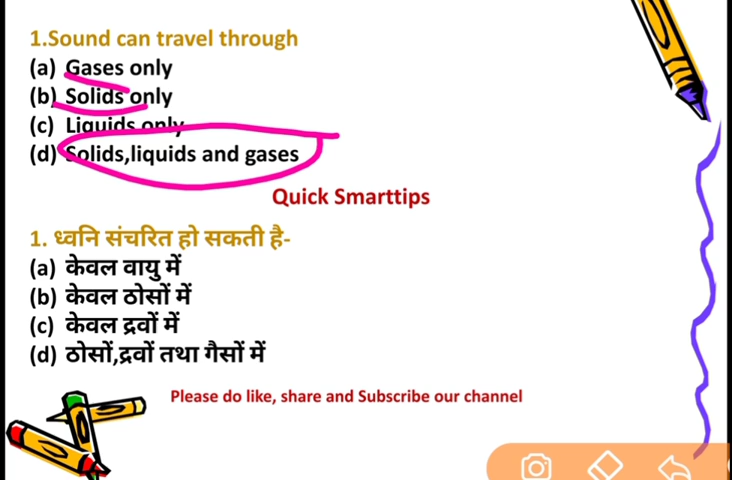 1.Sound can travel through
(a) Gases only
(b) Solids only
(c) Liquids only
(d) Solids,liquids and gases
Quick Smarttips
1. ध्वनि संचरित हो सकती है-
(a) केवल वायु में
(b) केवल ठोसों में
(c) केवल द्रवों में
(d) ठोसों,द्रवों तथा गैसों में
Please do like, share and Subscribe our channel